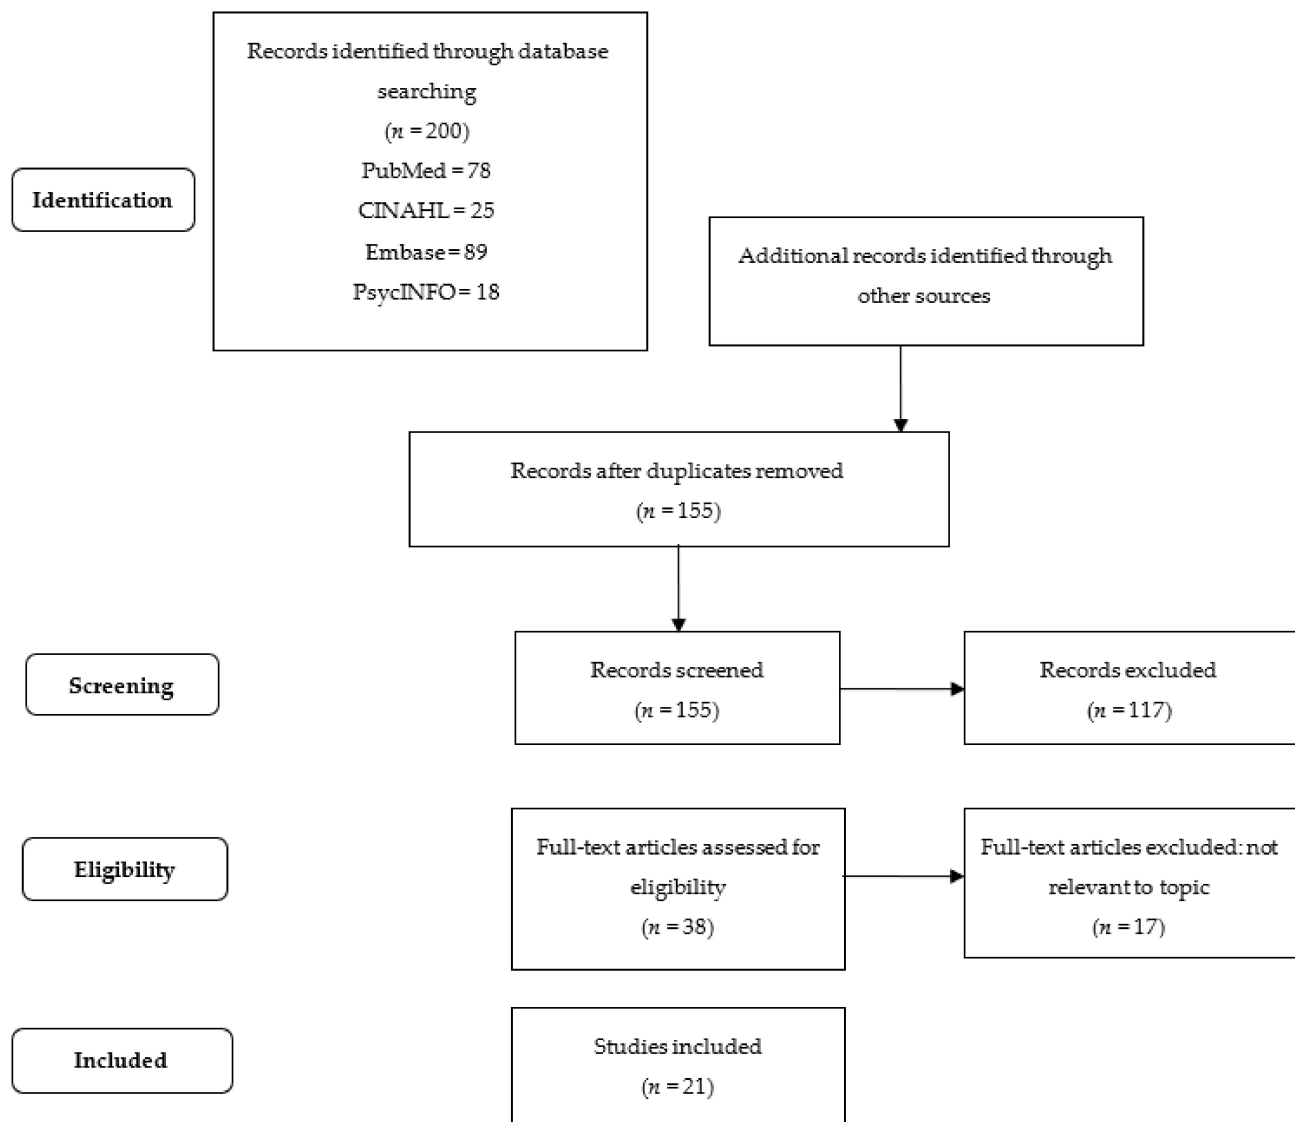 Records identified through database
searching
(n = 200)
PubMed = 78
CINAHL = 25
Embase = 89
PsycINFO = 18
Identification
Additional records identified through
other sources
Records after duplicates removed
(n = 155)
Screening
Records screened
(n = 155)
Records excluded
(n = 117)
Eligibility
Full-text articles assessed for
eligibility
(n = 38)
Full-text articles excluded: not
relevant to topic
(n = 17)
Included
Studies included
(n = 21)